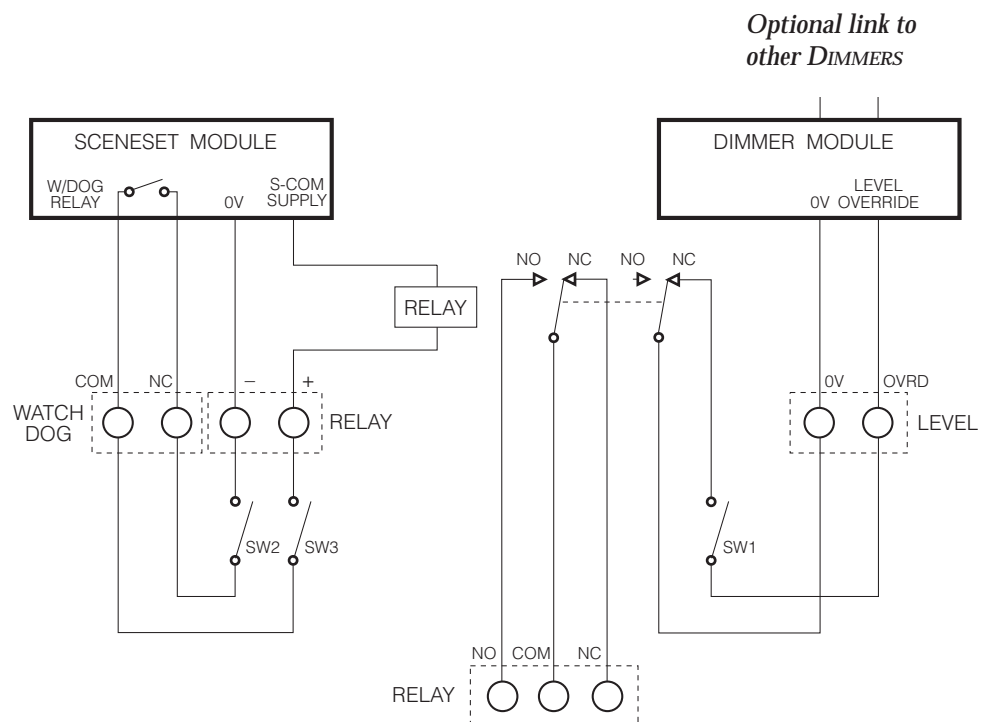 Optional link to
other DIMMERS
SCENESET MODULE
W/DOG
RELAY
0V
S-COM
SUPPLY
DIMMER MODULE
0V
LEVEL
OVERRIDE
NO NC NO NC
RELAY
COM NC − +
WATCH
DOG
RELAY
0V OVRD
LEVEL
SW2 SW3
SW1
NO COM NC
RELAY